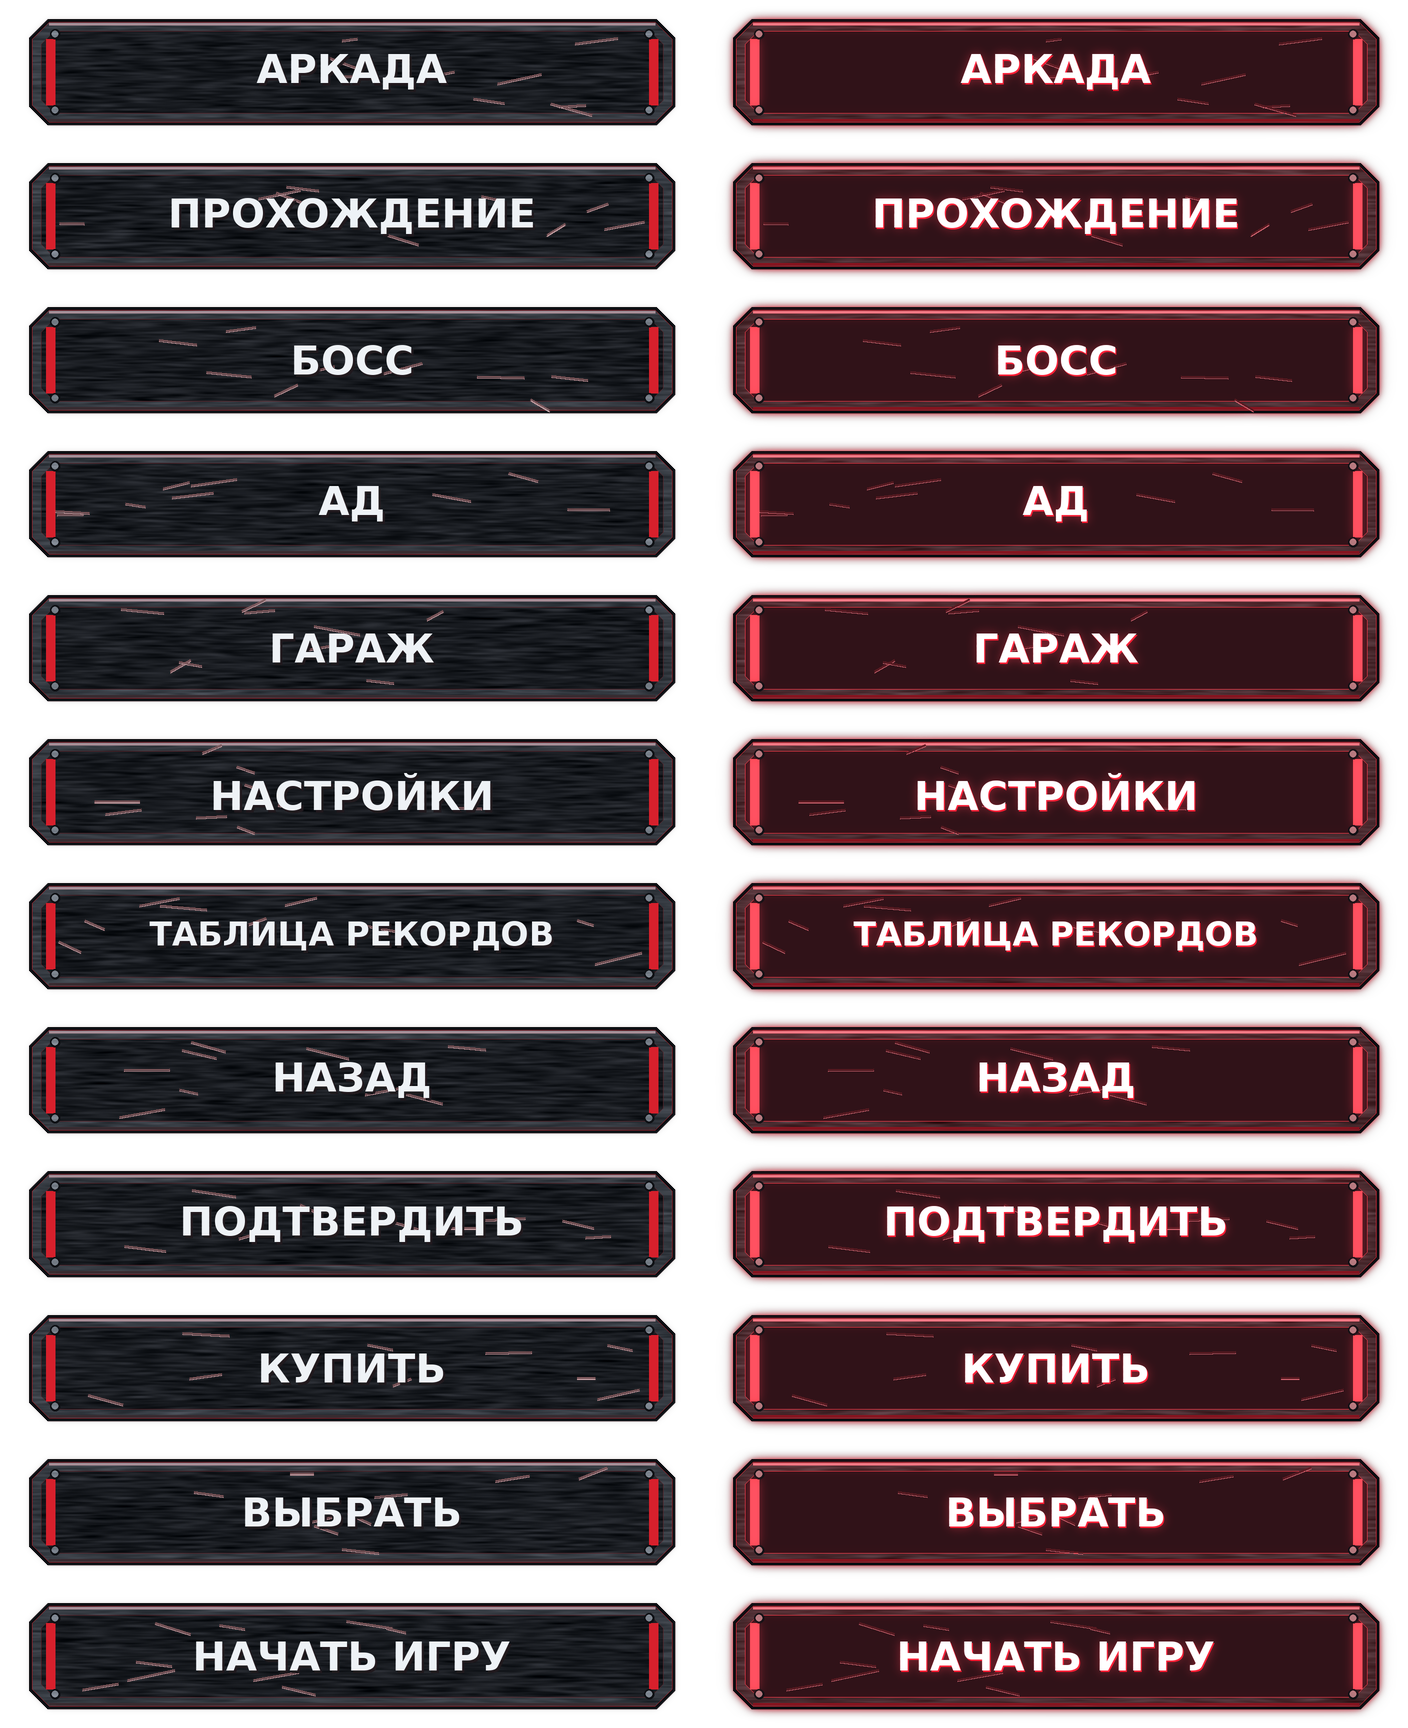 АРКАДА АРКАДА
ПРОХОЖДЕНИЕ ПРОХОЖДЕНИЕ
БОСС БОСС
АД АД
ГАРАЖ ГАРАЖ
НАСТРОЙКИ НАСТРОЙКИ
ТАБЛИЦА РЕКОРДОВ ТАБЛИЦА РЕКОРДОВ
НАЗАД НАЗАД
ПОДТВЕРДИТЬ ПОДТВЕРДИТЬ
КУПИТЬ КУПИТЬ
ВЫБРАТЬ ВЫБРАТЬ
НАЧАТЬ ИГРУ НАЧАТЬ ИГРУ